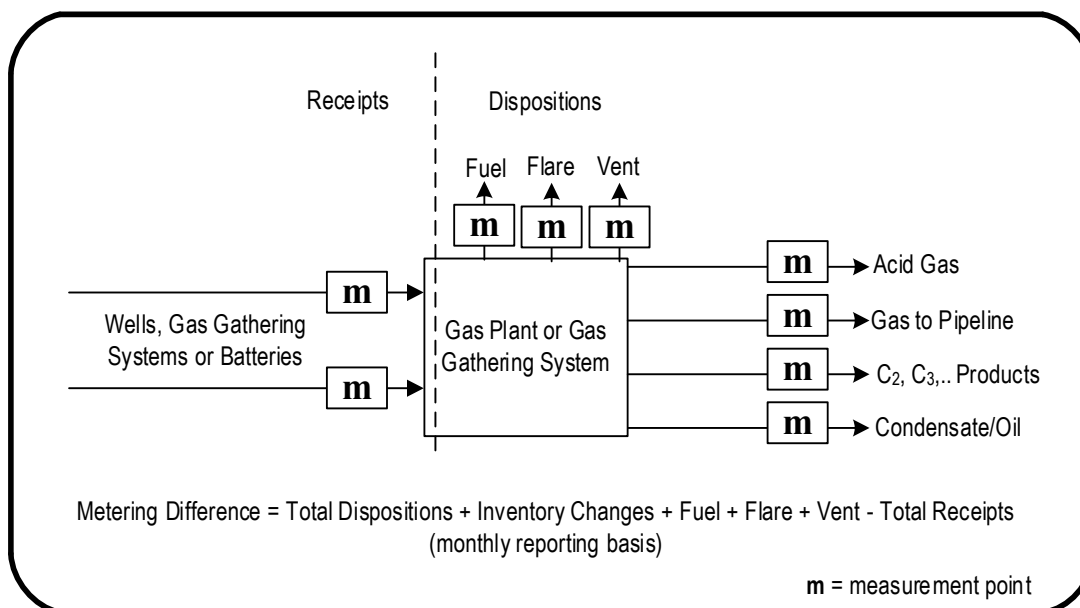 Receipts
Dispositions
Fuel
Flare
Vent
m
m
m
m
Acid Gas
m
Wells, Gas Gathering
Systems or Batteries
Gas Plant or Gas
Gathering System
m
Gas to Pipeline
m
m
C₂, C₃,.. Products
m
Condensate/Oil
Metering Difference = Total Dispositions + Inventory Changes + Fuel + Flare + Vent - Total Receipts
(monthly reporting basis)
m = measurement point